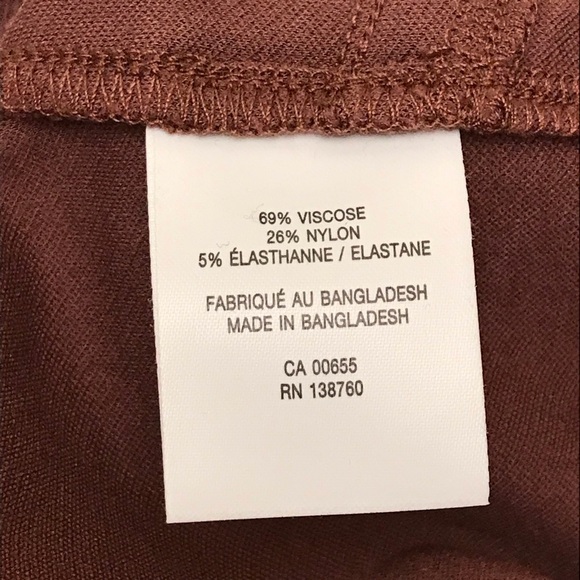 69% VISCOSE
26% NYLON
5% ÉLASTHANNE / ELASTANE
FABRIQUÉ AU BANGLADESH
MADE IN BANGLADESH
CA 00655
RN 138760